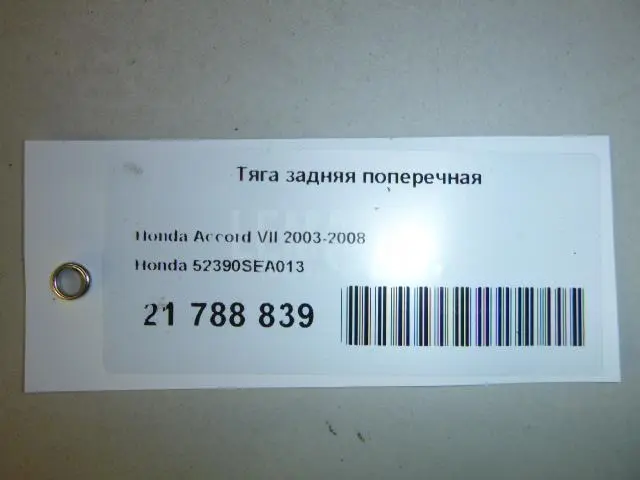 Тяга задняя поперечная
Honda Accord VII 2003-2008
Honda 52390SEA013
21 788 839